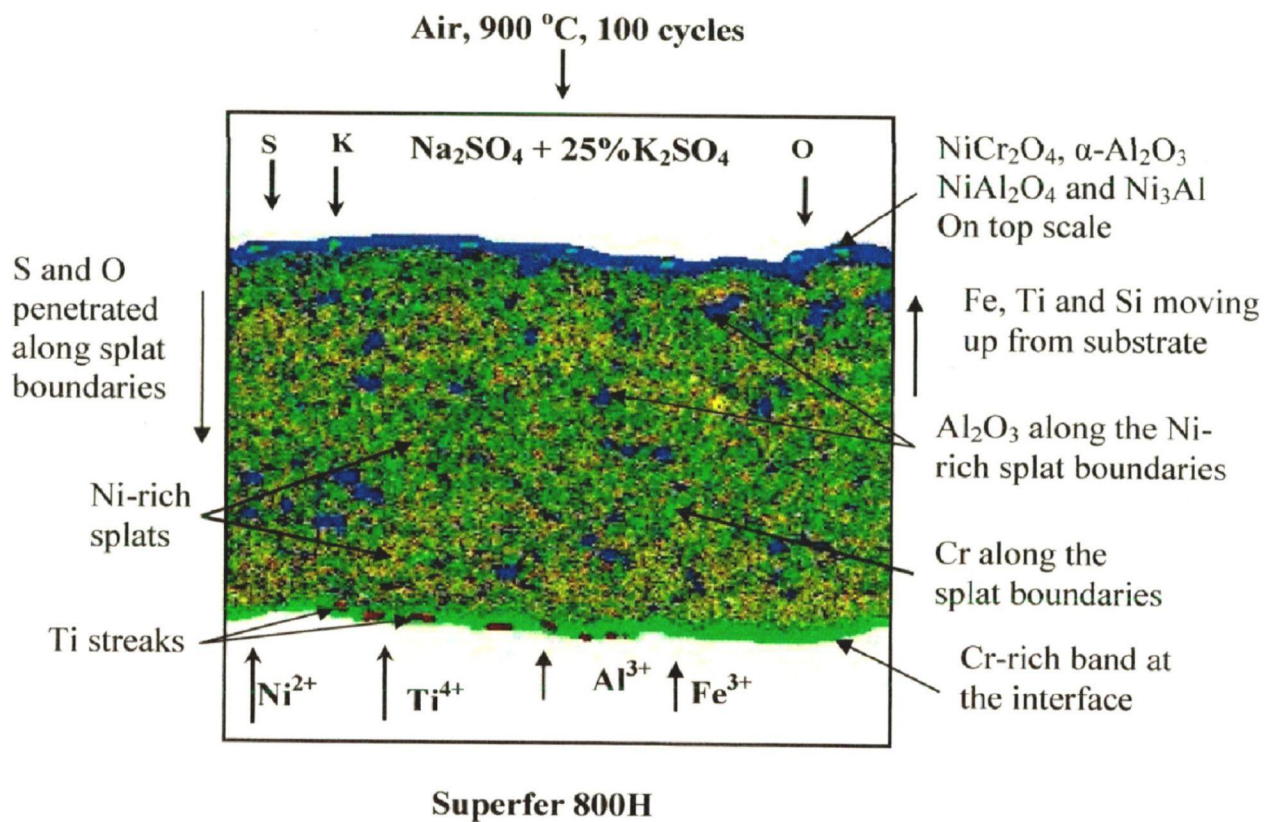 Air, 900 °C, 100 cycles
S K Na₂SO₄ + 25%K₂SO₄ O
NiCr₂O₄, α-Al₂O₃
NiAl₂O₄ and Ni₃Al
On top scale
S and O
penetrated
along splat
boundaries
Fe, Ti and Si moving
up from substrate
Al₂O₃ along the Ni-
rich splat boundaries
Ni-rich
splats
Cr along the
splat boundaries
Ti streaks
Cr-rich band at
the interface
Ni²⁺ Ti⁴⁺ Al³⁺ Fe³⁺
Superfer 800H